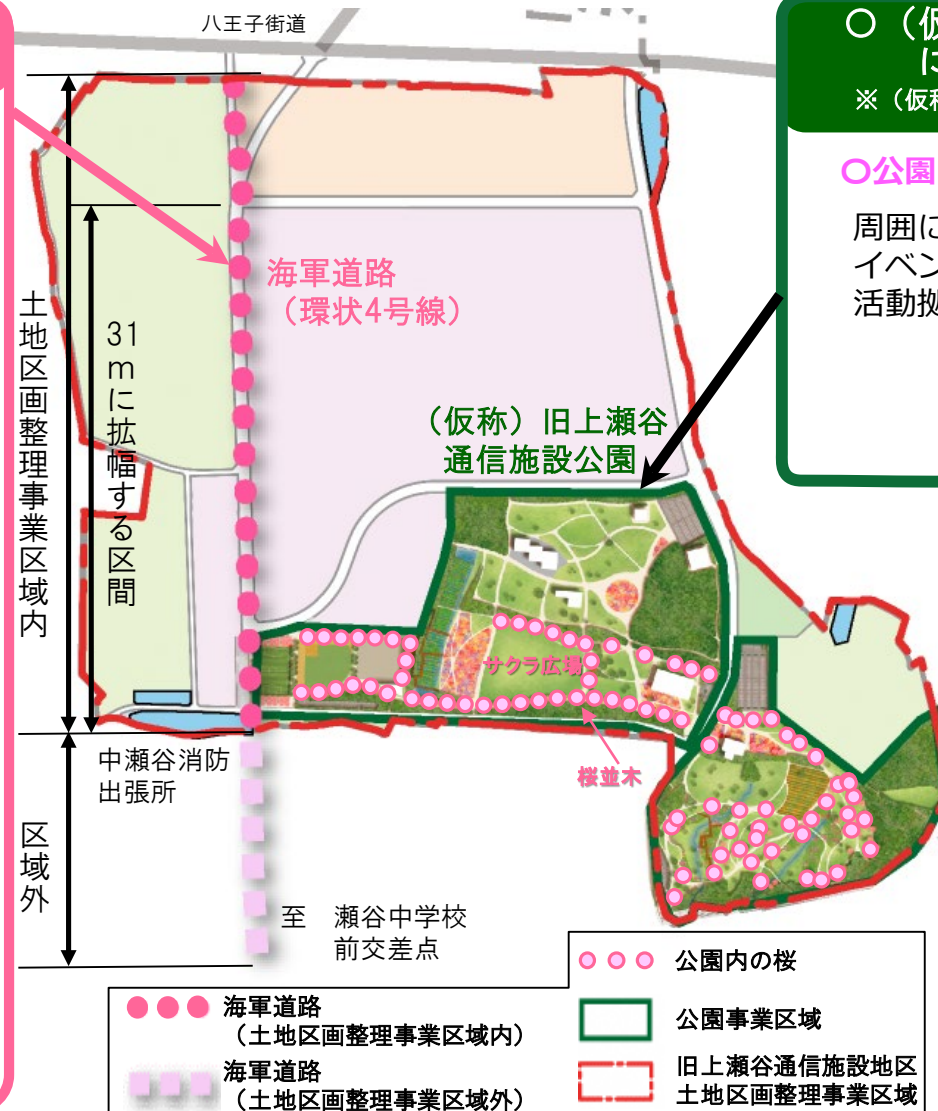 八王子街道
〇（仮
に
※（仮称
〇公園
周囲に
イベン
活動拠
海軍道路
（環状4号線）
土地区画整理事業区域内
31mに拡幅する区間
（仮称）旧上瀬谷
通信施設公園
サクラ広場
桜並木
中瀬谷消防
出張所
区域外
至　瀬谷中学校
前交差点
公園内の桜
公園事業区域
旧上瀬谷通信施設地区
土地区画整理事業区域
海軍道路
（土地区画整理事業区域内）
海軍道路
（土地区画整理事業区域外）